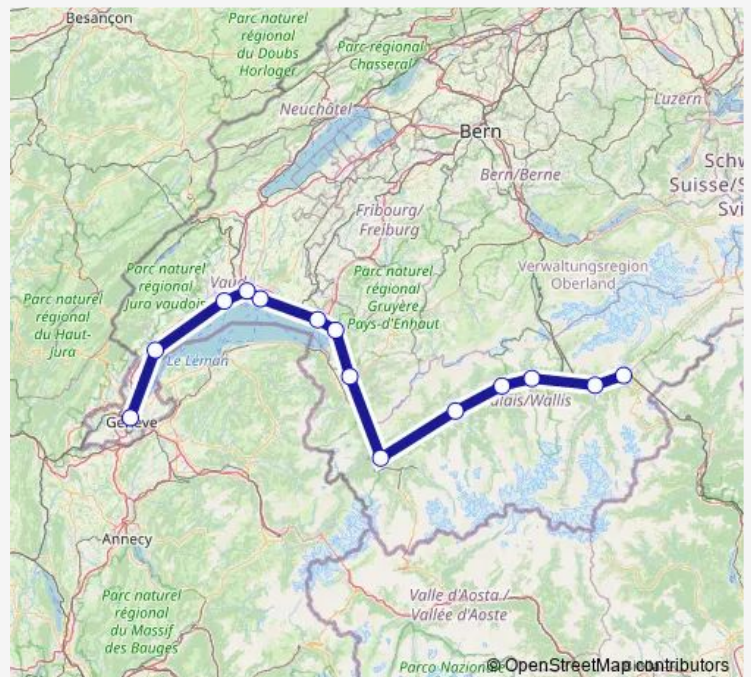 Besançon
Parc naturel
régional
du Doubs
Horloger
Parc régional
Chasseral
Neuchâtel
Luzern
Bern
Bern/Berne
Schw
Suisse/S
Svi
Fribourg/
Freiburg
Parc naturel
régional
Jura vaudois
Vaud
Parc naturel
régional
Gruyère
Pays-d'Enhaut
Verwaltungsregion
Oberland
Parc naturel
régional
du Haut-
Jura
Le Léman
Genève
alais/Wallis
Annecy
Parc naturel
régional
du Massif
des Bauges
Valle d'Aosta /
Vallée d'Aoste
Parco Nazionale
© OpenStreetMap contributors